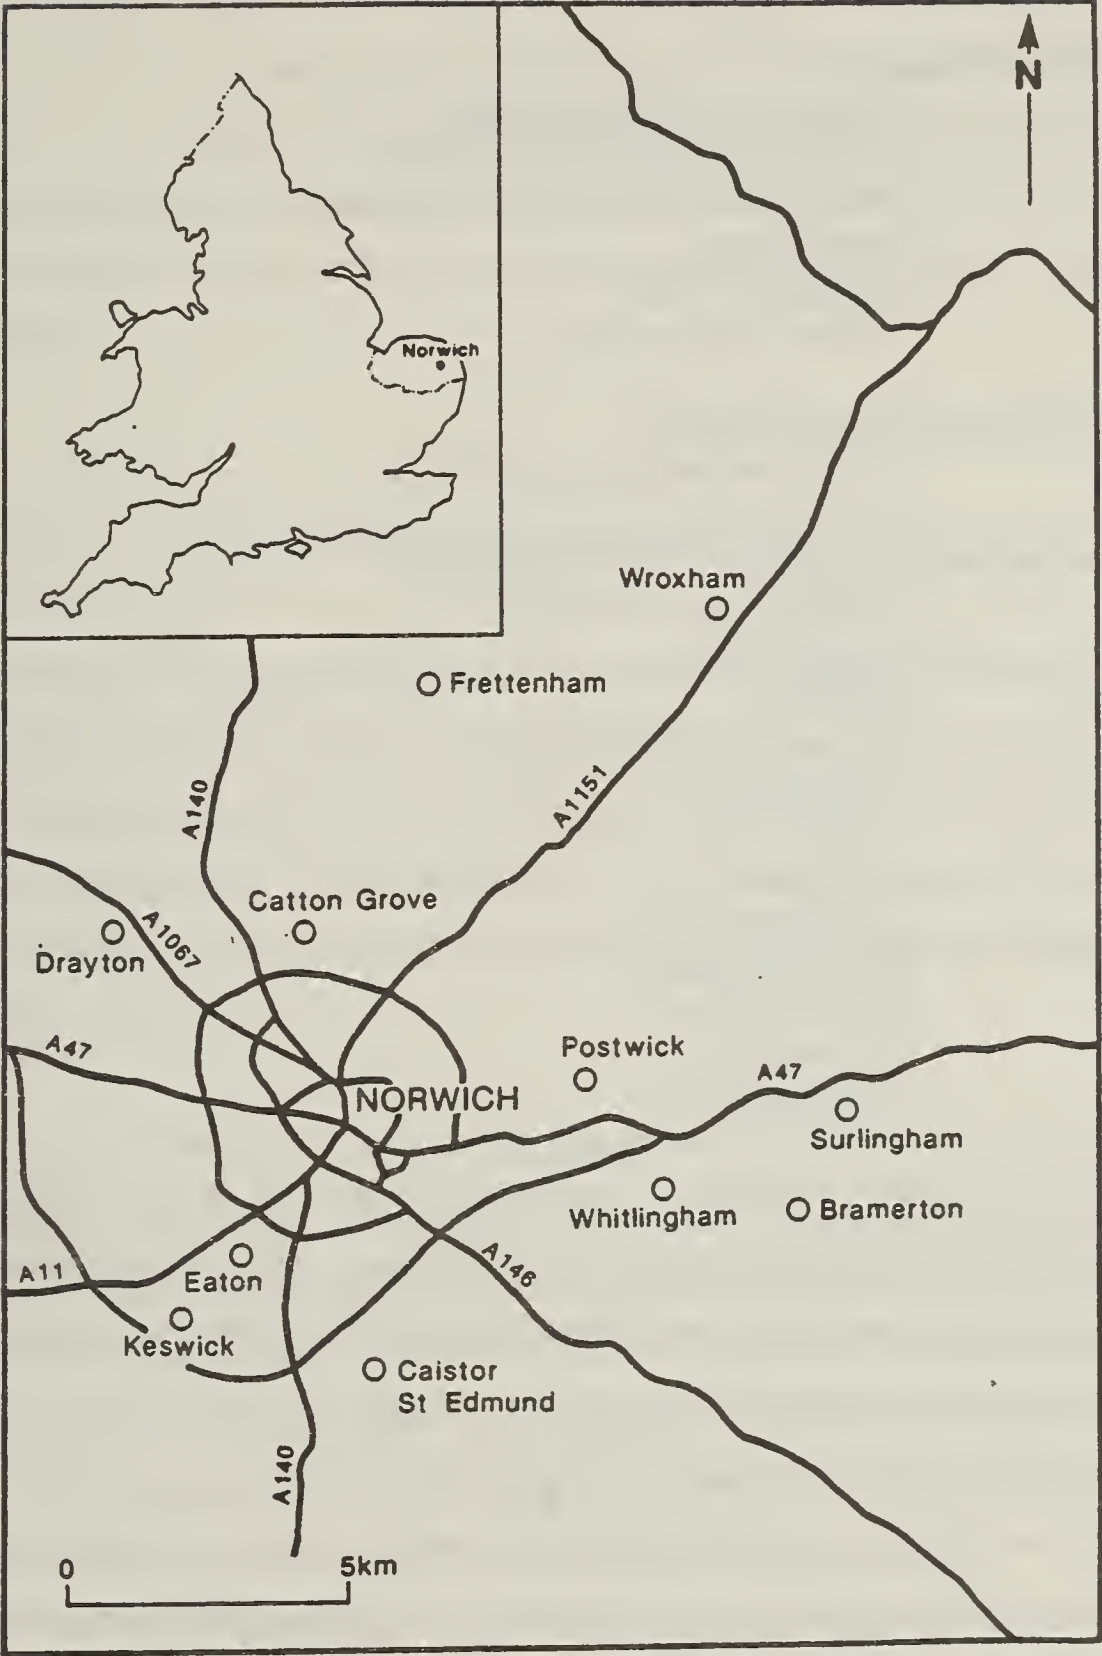 N
Norwich
Wroxham
Frettenham
A140
A1151
Catton Grove
A1067
Drayton
A47
Postwick
A47
NORWICH
Surlingham
Whitlingham
Bramerton
A11
Eaton
A146
Keswick
Caistor
St Edmund
A140
0
5km